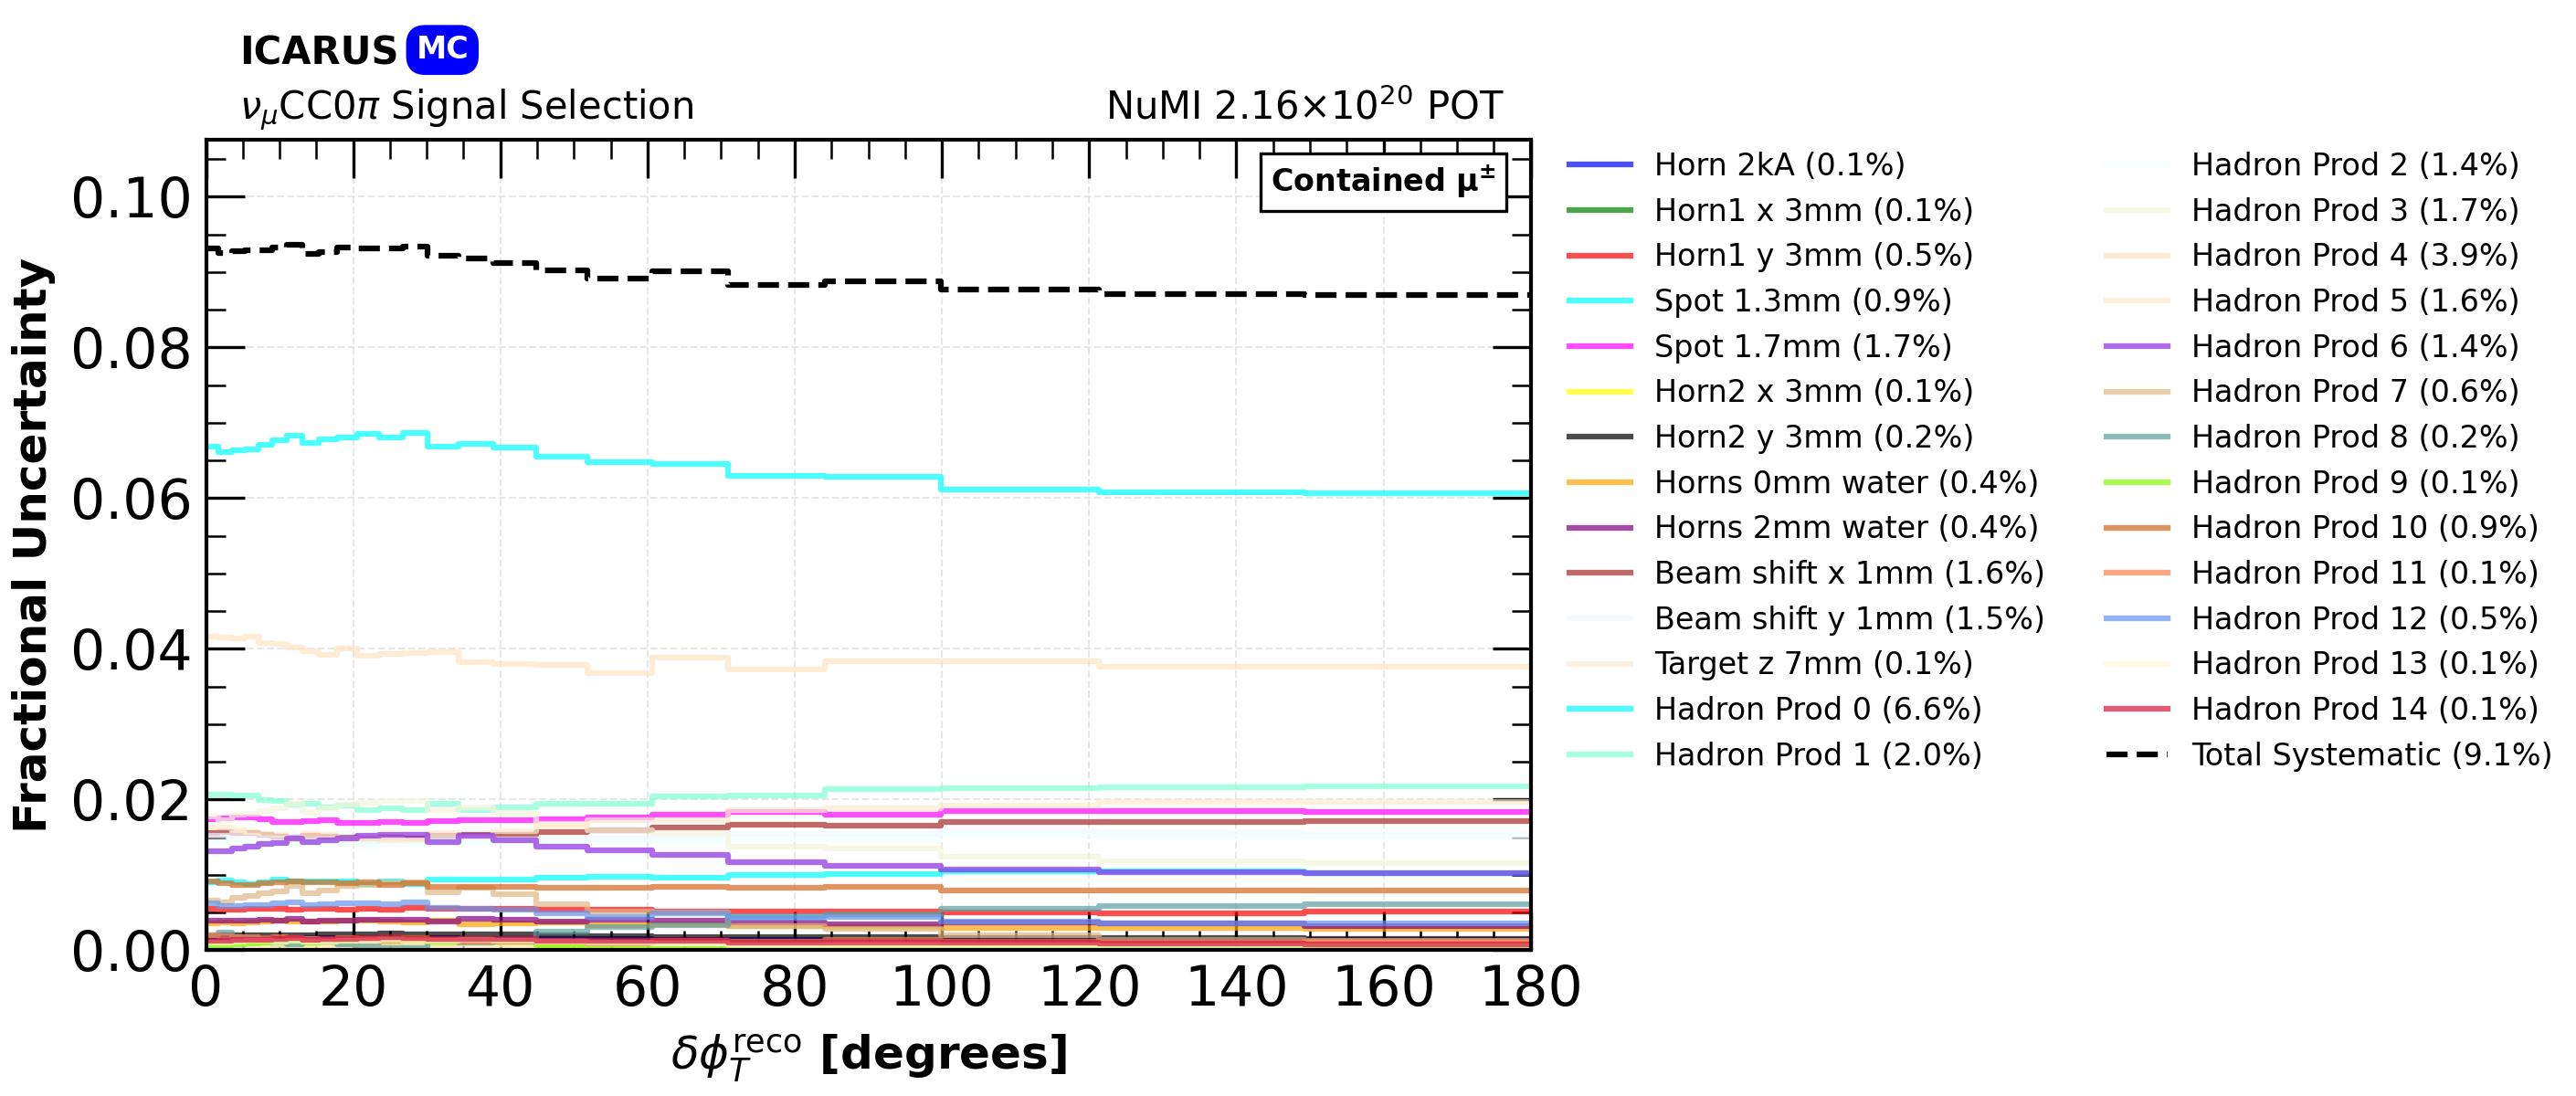 ICARUS MC
νμCC0π Signal Selection
NuMI 2.16×10²⁰ POT
Contained μ±
Fractional Uncertainty
0.10
0.08
0.06
0.04
0.02
0.00
0 20 40 60 80 100 120 140 160 180
δϕ_T^reco [degrees]
Horn 2kA (0.1%)
Horn1 x 3mm (0.1%)
Horn1 y 3mm (0.5%)
Spot 1.3mm (0.9%)
Spot 1.7mm (1.7%)
Horn2 x 3mm (0.1%)
Horn2 y 3mm (0.2%)
Horns 0mm water (0.4%)
Horns 2mm water (0.4%)
Beam shift x 1mm (1.6%)
Beam shift y 1mm (1.5%)
Target z 7mm (0.1%)
Hadron Prod 0 (6.6%)
Hadron Prod 1 (2.0%)
Hadron Prod 2 (1.4%)
Hadron Prod 3 (1.7%)
Hadron Prod 4 (3.9%)
Hadron Prod 5 (1.6%)
Hadron Prod 6 (1.4%)
Hadron Prod 7 (0.6%)
Hadron Prod 8 (0.2%)
Hadron Prod 9 (0.1%)
Hadron Prod 10 (0.9%)
Hadron Prod 11 (0.1%)
Hadron Prod 12 (0.5%)
Hadron Prod 13 (0.1%)
Hadron Prod 14 (0.1%)
Total Systematic (9.1%)